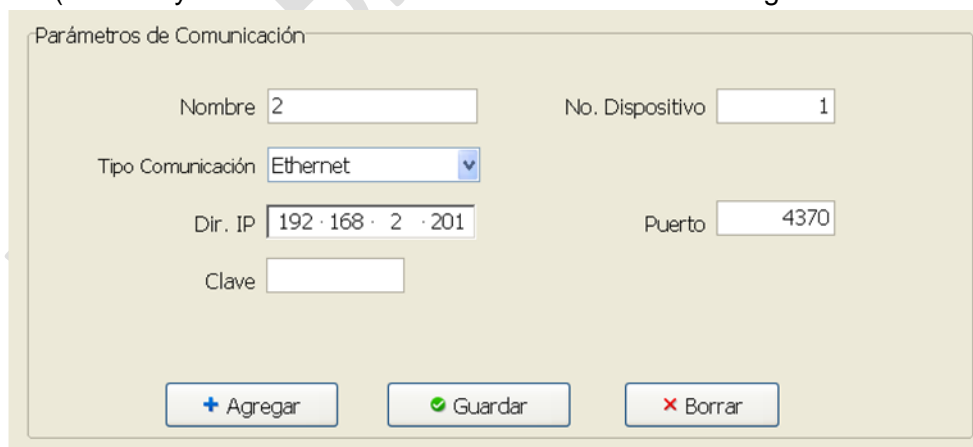 Parámetros de Comunicación
Nombre 2 No. Dispositivo 1
Tipo Comunicación Ethernet
Dir. IP 192 . 168 . 2 . 201 Puerto 4370
Clave
Agregar Guardar Borrar